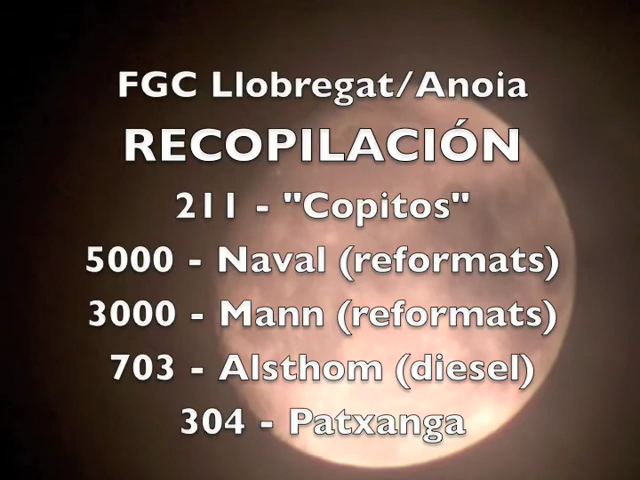 FGC Llobregat/Anoia
RECOPILACIÓN
211 - "Copitos"
5000 - Naval (reformats)
3000 - Mann (reformats)
703 - Alsthom (diesel)
304 - Patxanga